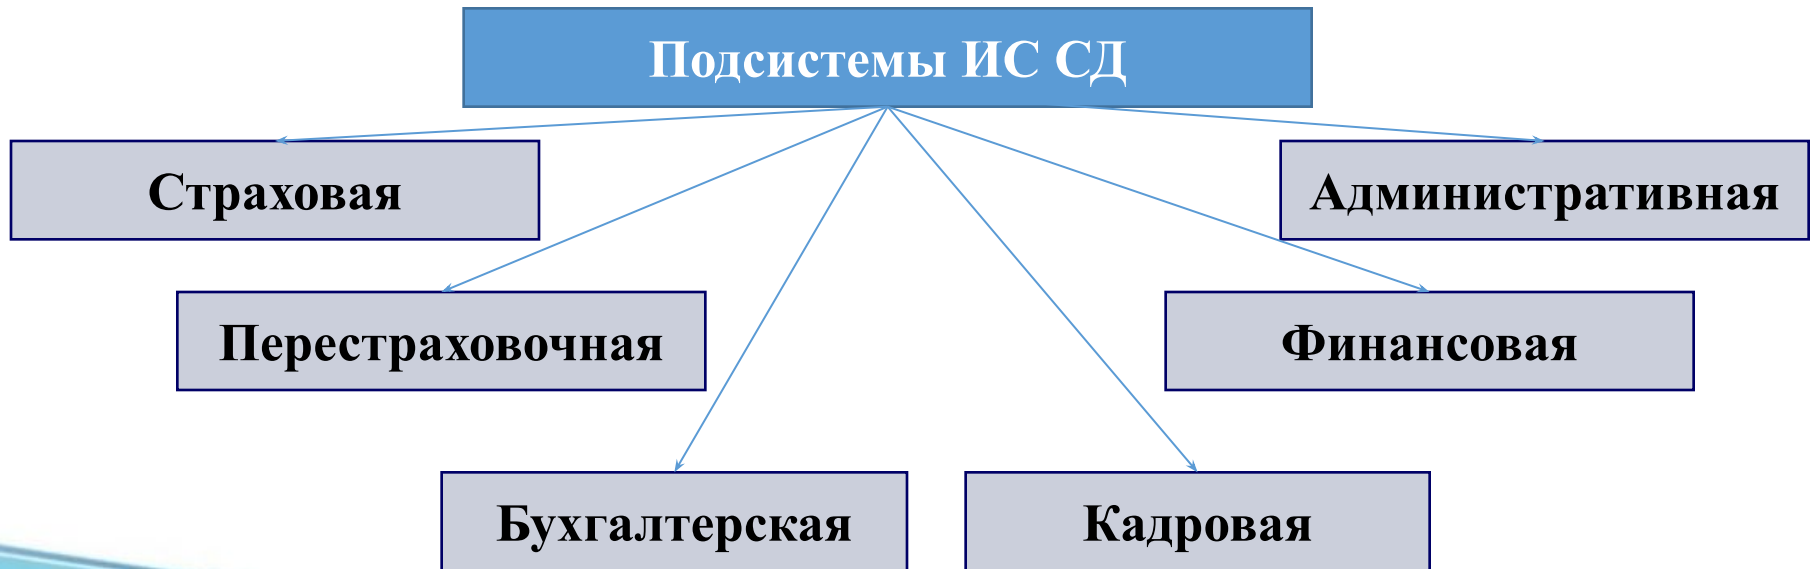 Подсистемы ИС СД
Страховая
Административная
Перестраховочная
Финансовая
Бухгалтерская
Кадровая